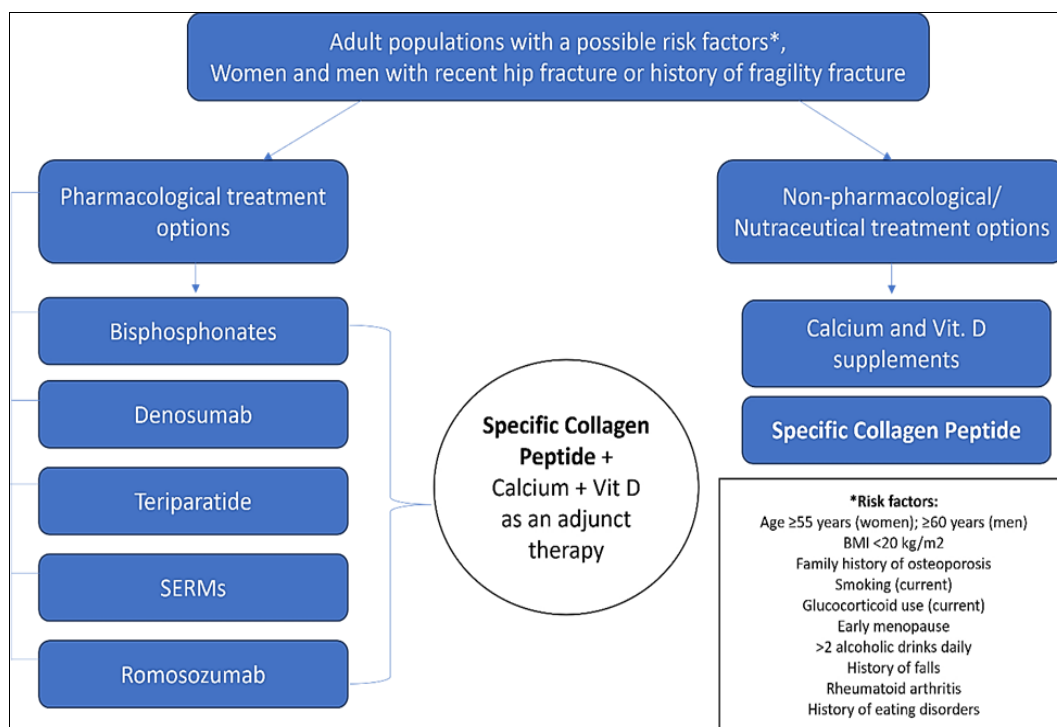 Adult populations with a possible risk factors*,
Women and men with recent hip fracture or history of fragility fracture
Pharmacological treatment
options
Non-pharmacological/
Nutraceutical treatment options
Bisphosphonates
Denosumab
Teriparatide
SERMs
Romosozumab
Specific Collagen
Peptide +
Calcium + Vit D
as an adjunct
therapy
Calcium and Vit. D
supplements
Specific Collagen Peptide
*Risk factors:
Age ≥55 years (women); ≥60 years (men)
BMI <20 kg/m2
Family history of osteoporosis
Smoking (current)
Glucocorticoid use (current)
Early menopause
>2 alcoholic drinks daily
History of falls
Rheumatoid arthritis
History of eating disorders